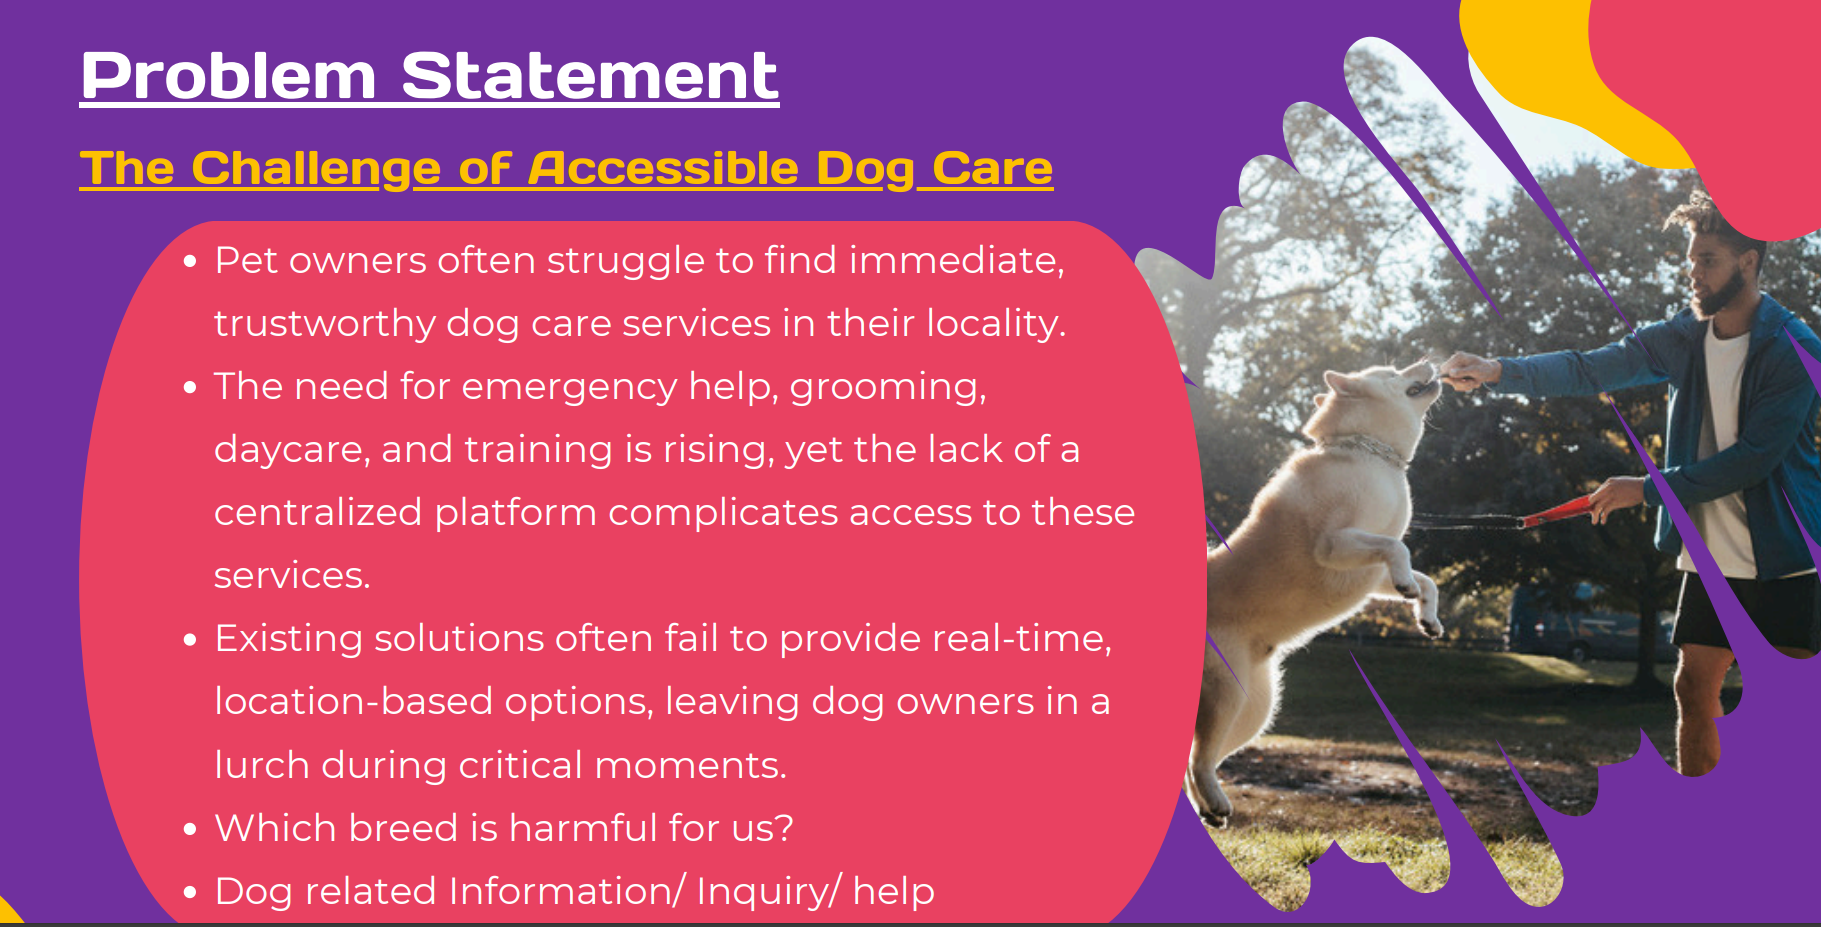 Problem Statement
The Challenge of Accessible Dog Care
• Pet owners often struggle to find immediate,
trustworthy dog care services in their locality.
• The need for emergency help, grooming,
daycare, and training is rising, yet the lack of a
centralized platform complicates access to these
services.
• Existing solutions often fail to provide real-time,
location-based options, leaving dog owners in a
lurch during critical moments.
• Which breed is harmful for us?
• Dog related Information/ Inquiry/ help